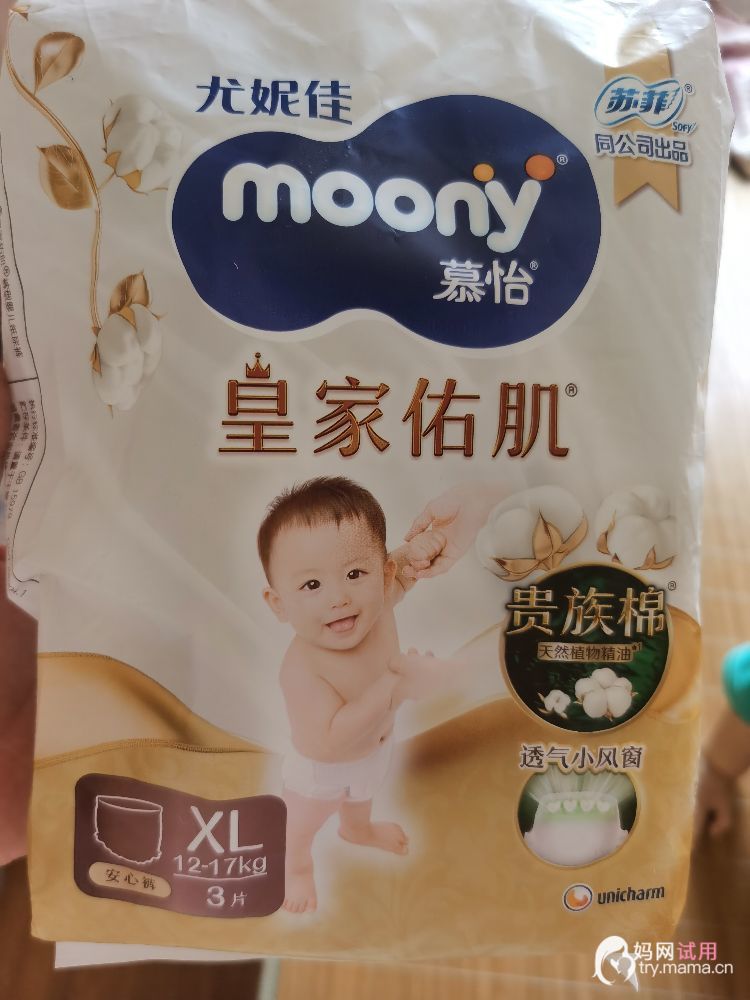 尤妮佳
moony
慕怡
苏菲
SOFY
同公司出品
皇家佑肌
贵族棉
天然植物精油*1
透气小风窗
XL
12-17kg
3片
安心裤
unicharm
妈网试用
try.mama.cn